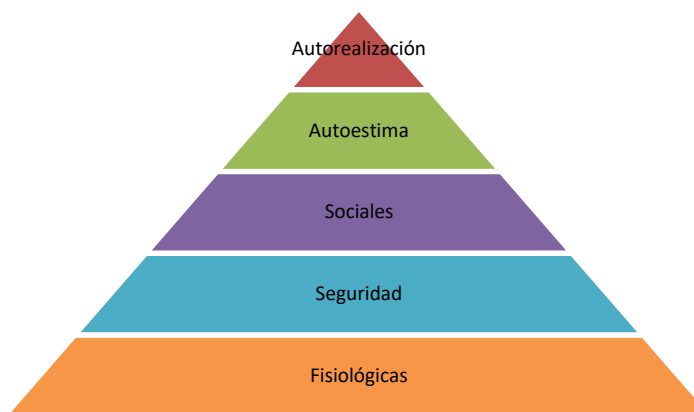 Autorealización
Autoestima
Sociales
Seguridad
Fisiológicas